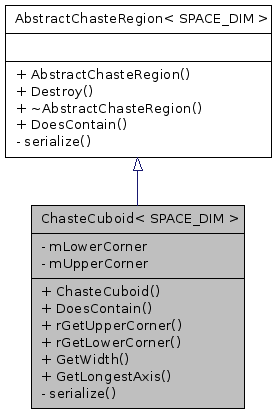 AbstractChasteRegion< SPACE_DIM >
+ AbstractChasteRegion()
+ Destroy()
+ ~AbstractChasteRegion()
+ DoesContain()
- serialize()
ChasteCuboid< SPACE_DIM >
- mLowerCorner
- mUpperCorner
+ ChasteCuboid()
+ DoesContain()
+ rGetUpperCorner()
+ rGetLowerCorner()
+ GetWidth()
+ GetLongestAxis()
- serialize()